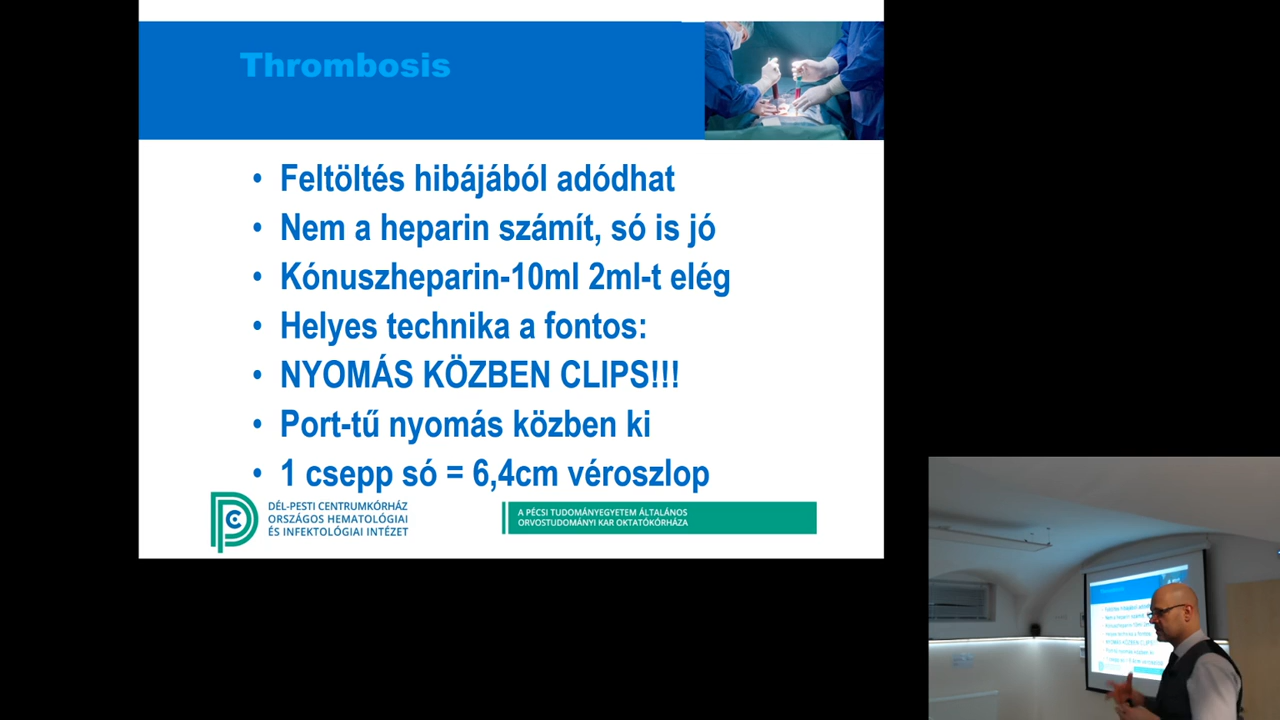 Thrombosis
• Feltöltés hibájából adódhat
• Nem a heparin számít, só is jó
• Kónuszheparin-10ml 2ml-t elég
• Helyes technika a fontos:
• NYOMÁS KÖZBEN CLIPS!!!
• Port-tű nyomás közben ki
• 1 csepp só = 6,4cm véroszlop
DÉL-PESTI CENTRUMKÓRHÁZ
ORSZÁGOS HEMATOLÓGIAI
ÉS INFEKTOLÓGIAI INTÉZET
A PÉCSI TUDOMÁNYEGYETEM ÁLTALÁNOS
ORVOSTUDOMÁNYI KAR OKTATÓKÓRHÁZA